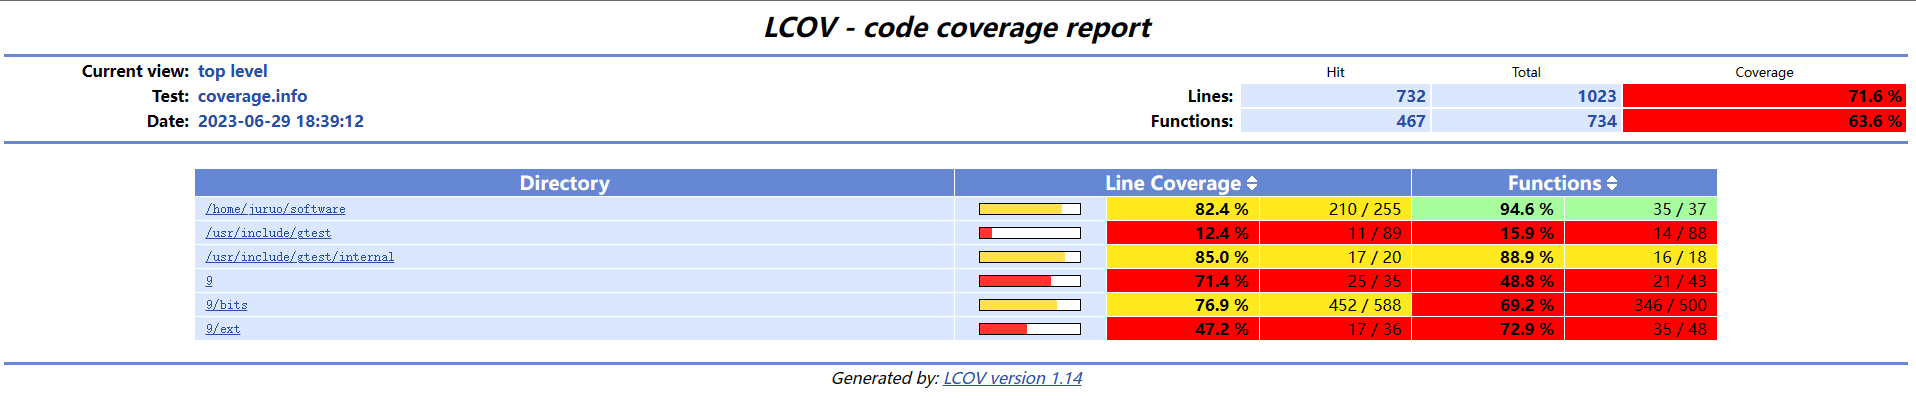 LCOV - code coverage report
Current view: top level Hit Total Coverage
Test: coverage.info Lines: 732 1023 71.6 %
Date: 2023-06-29 18:39:12 Functions: 467 734 63.6 %
Directory Line Coverage Functions
/home/juruo/software 82.4 % 210 / 255 94.6 % 35 / 37
/usr/include/gtest 12.4 % 11 / 89 15.9 % 14 / 88
/usr/include/gtest/internal 85.0 % 17 / 20 88.9 % 16 / 18
9 71.4 % 25 / 35 48.8 % 21 / 43
9/bits 76.9 % 452 / 588 69.2 % 346 / 500
9/ext 47.2 % 17 / 36 72.9 % 35 / 48
Generated by: LCOV version 1.14